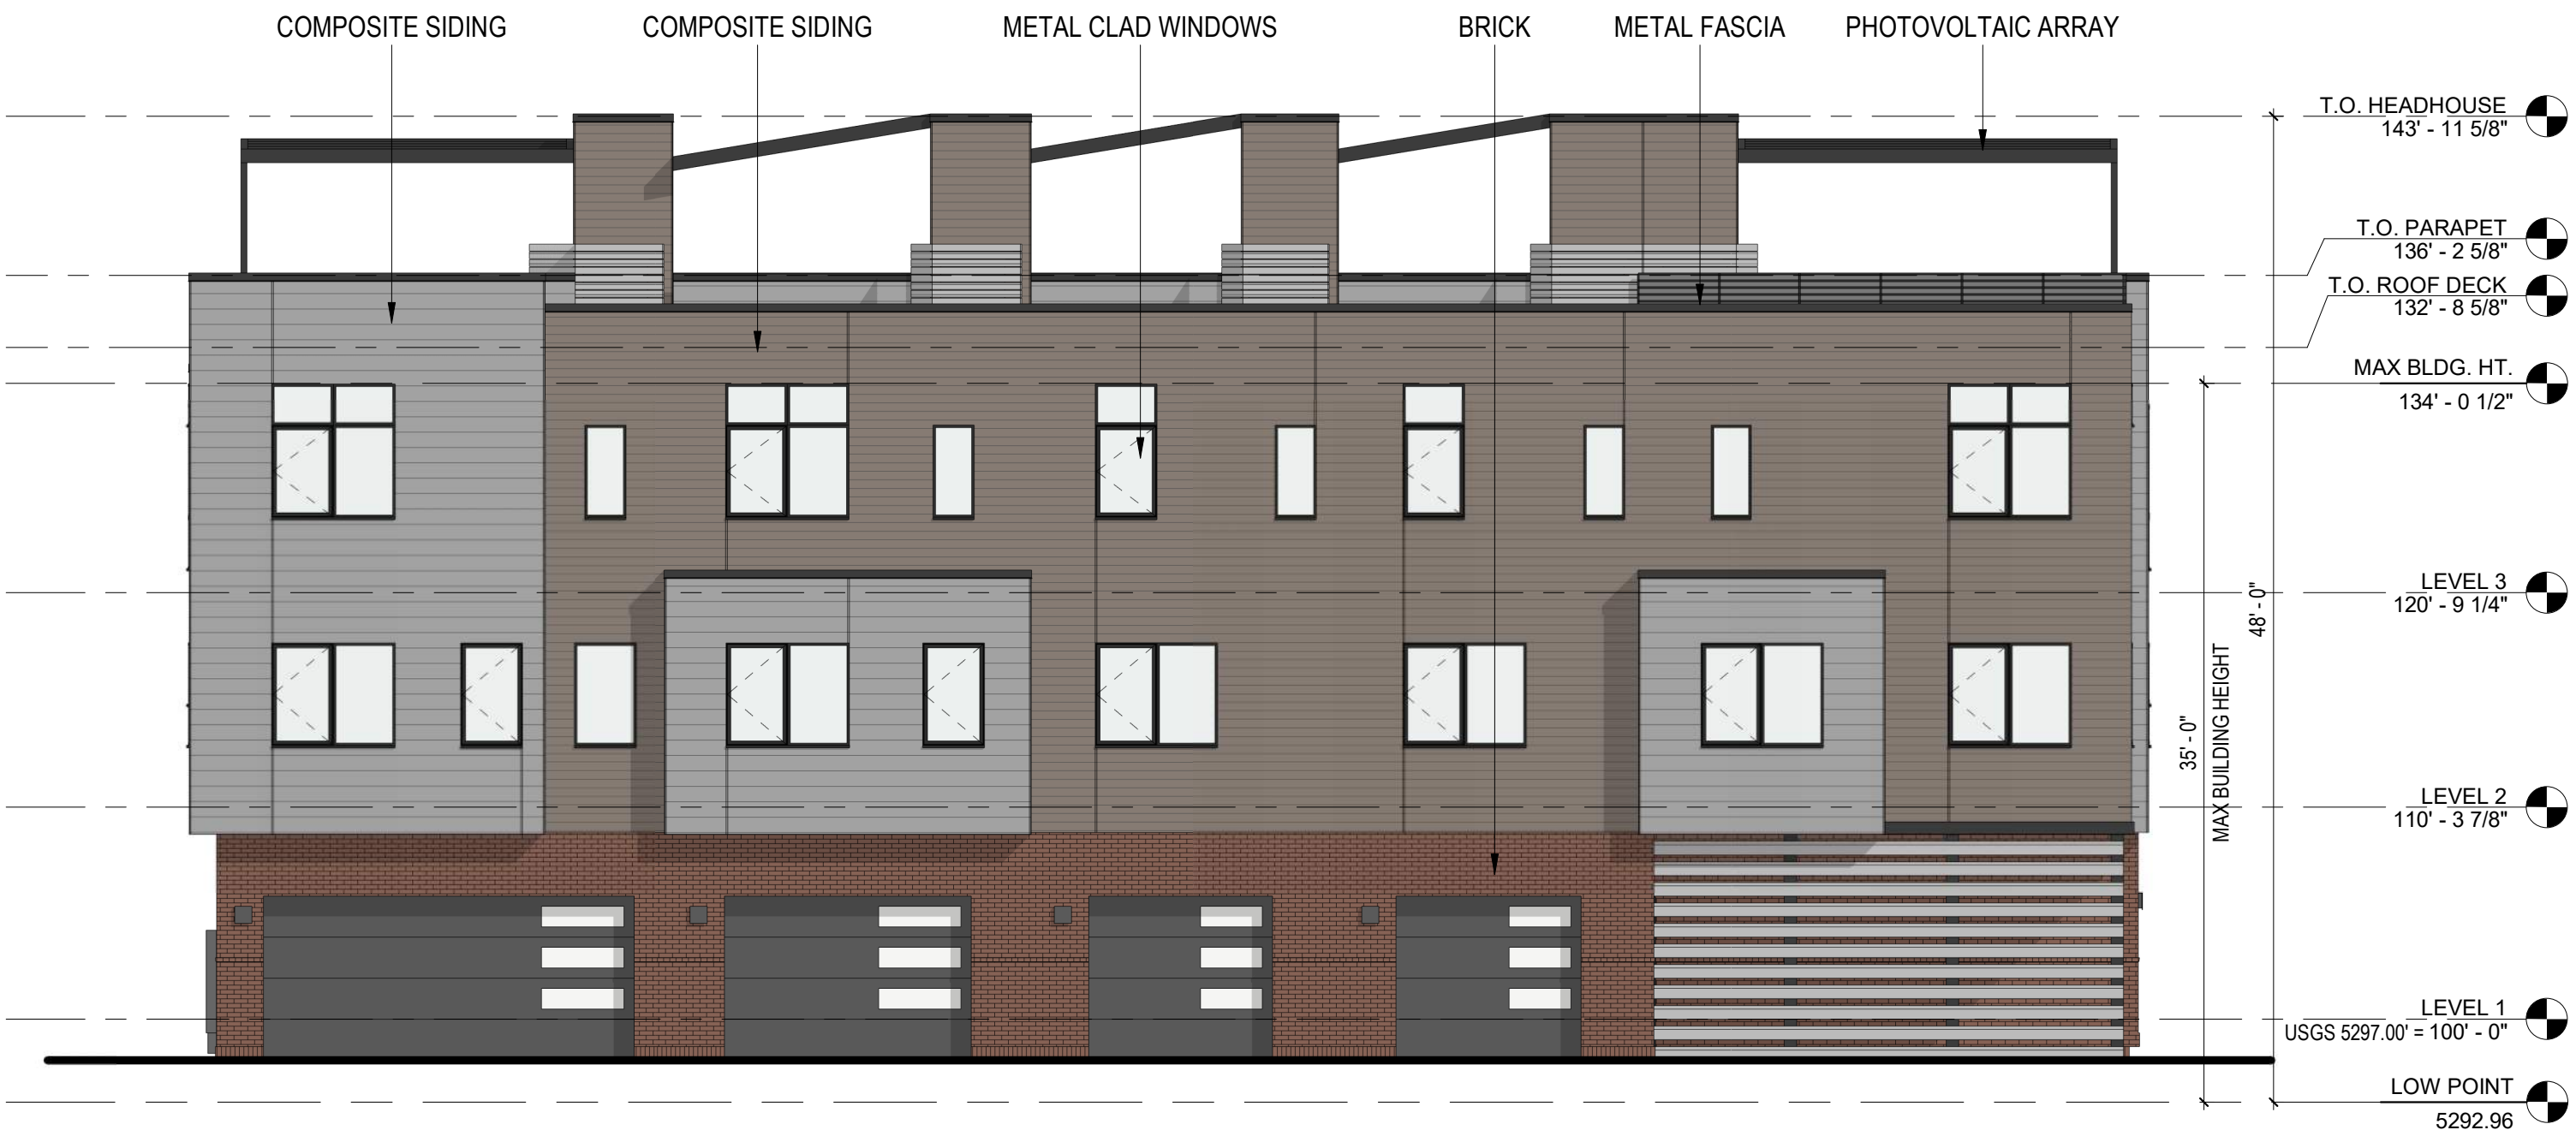 COMPOSITE SIDING
COMPOSITE SIDING
METAL CLAD WINDOWS
BRICK
METAL FASCIA
PHOTOVOLTAIC ARRAY
T.O. HEADHOUSE
143' - 11 5/8"
T.O. PARAPET
136' - 2 5/8"
T.O. ROOF DECK
132' - 8 5/8"
MAX BLDG. HT.
134' - 0 1/2"
LEVEL 3
120' - 9 1/4"
48' - 0"
35' - 0"
MAX BUILDING HEIGHT
LEVEL 2
110' - 3 7/8"
LEVEL 1
USGS 5297.00' = 100' - 0"
LOW POINT
5292.96